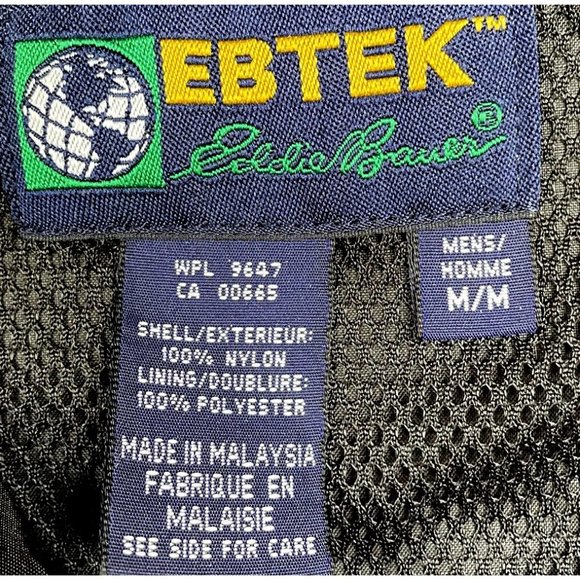 EBTEK™
Eddie Bauer®
MENS/
HOMME
M/M
WPL 9647
CA 00665
SHELL/EXTERIEUR:
100% NYLON
LINING/DOUBLURE:
100% POLYESTER
MADE IN MALAYSIA
FABRIQUE EN
MALAISIE
SEE SIDE FOR CARE